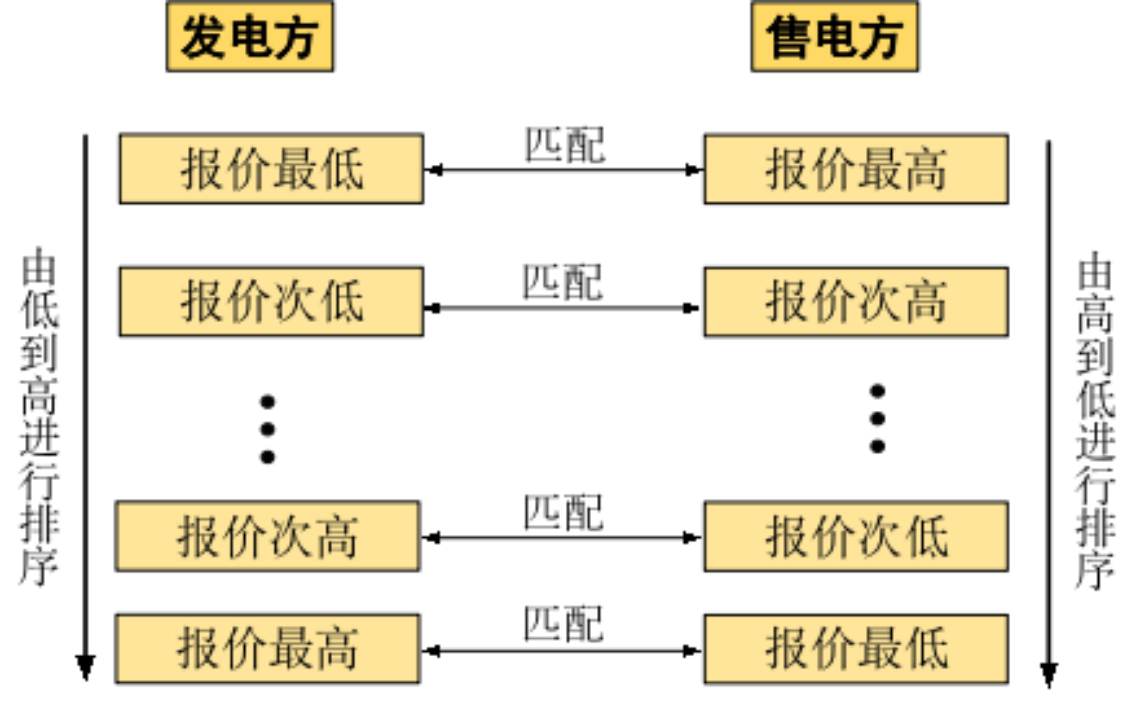 发电方
售电方
报价最低
匹配
报价最高
报价次低
匹配
报价次高
由低到高进行排序
由高到低进行排序
报价次高
匹配
报价次低
报价最高
匹配
报价最低